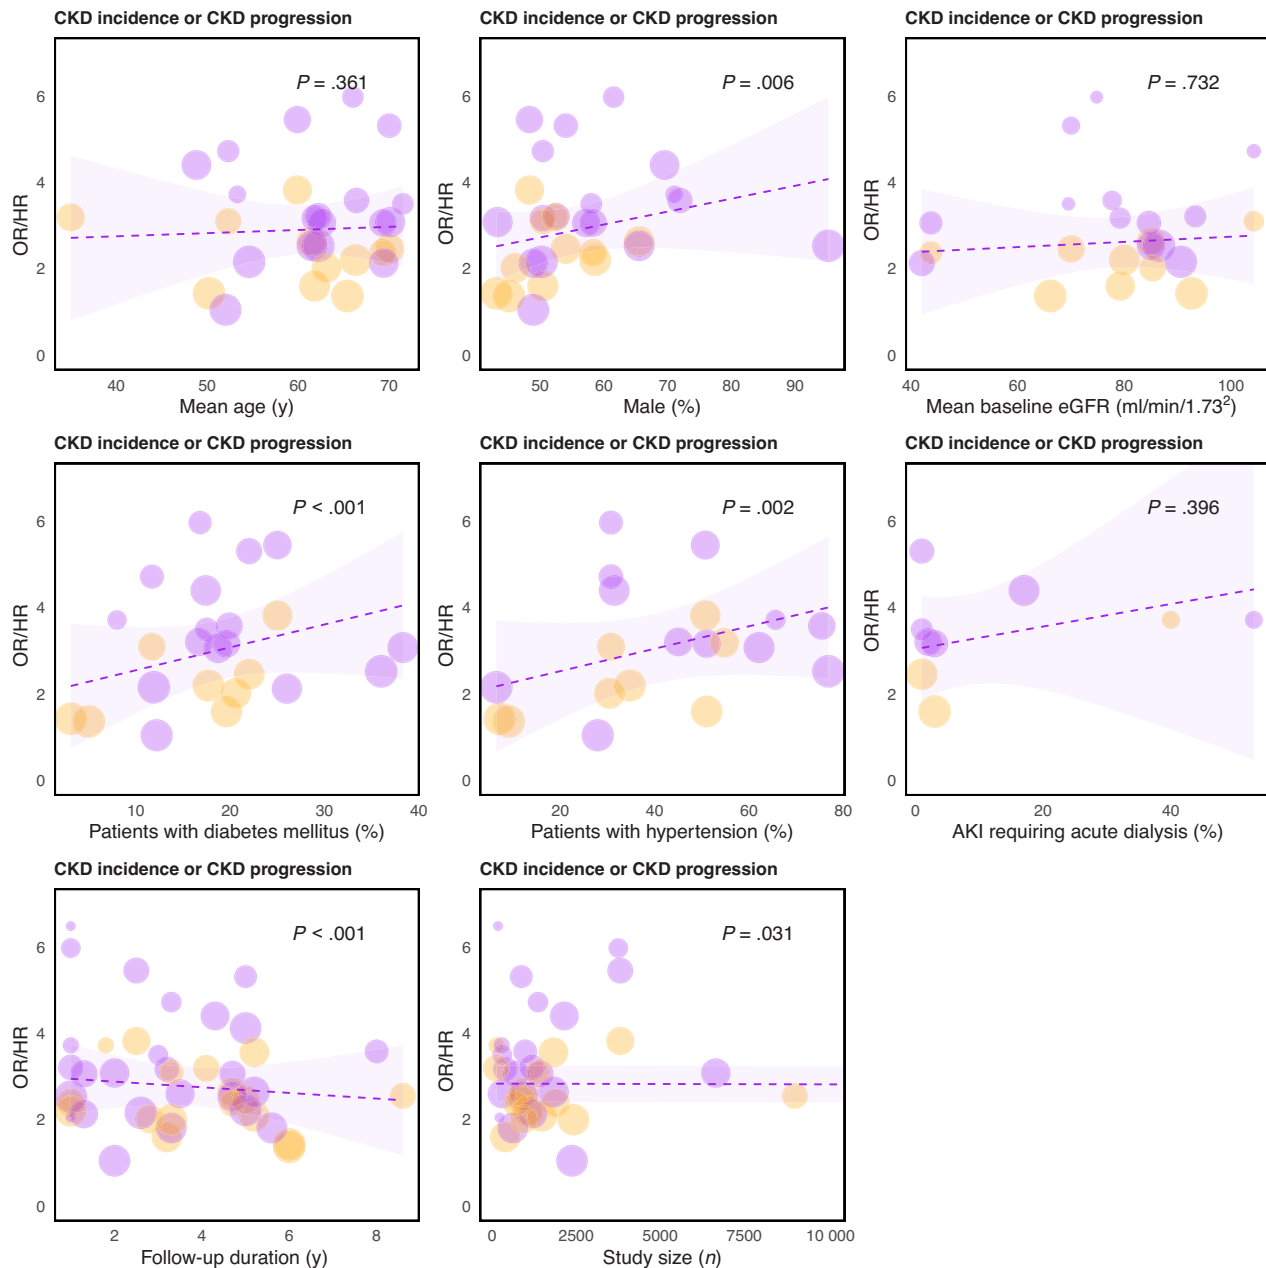 CKD incidence or CKD progression
P = .361
OR/HR
6
4
2
0
40 50 60 70
Mean age (y)
CKD incidence or CKD progression
P = .006
OR/HR
6
4
2
0
50 60 70 80 90
Male (%)
CKD incidence or CKD progression
P = .732
OR/HR
6
4
2
0
40 60 80 100
Mean baseline eGFR (ml/min/1.73²)
CKD incidence or CKD progression
P < .001
OR/HR
6
4
2
0
10 20 30 40
Patients with diabetes mellitus (%)
CKD incidence or CKD progression
P = .002
OR/HR
6
4
2
0
20 40 60 80
Patients with hypertension (%)
CKD incidence or CKD progression
P = .396
OR/HR
6
4
2
0
0 20 40
AKI requiring acute dialysis (%)
CKD incidence or CKD progression
P < .001
OR/HR
6
4
2
0
2 4 6 8
Follow-up duration (y)
CKD incidence or CKD progression
P = .031
OR/HR
6
4
2
0
0 2500 5000 7500 10 000
Study size (n)